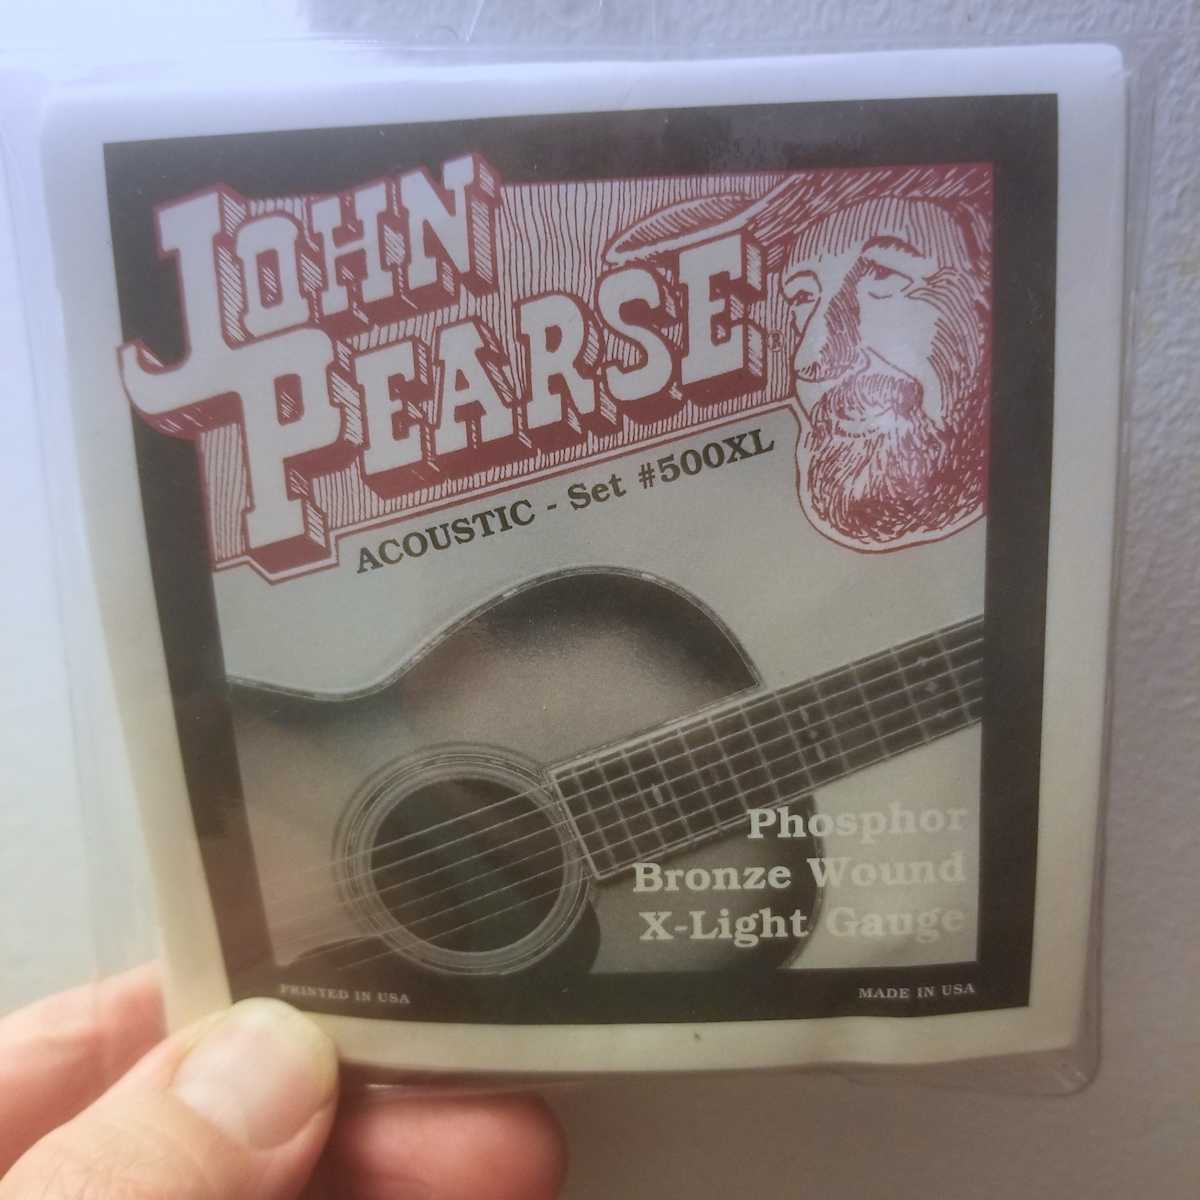 JOHN
PEARSE®
ACOUSTIC - Set #500XL
Phosphor
Bronze Wound
X-Light Gauge
PRINTED IN USA
MADE IN USA